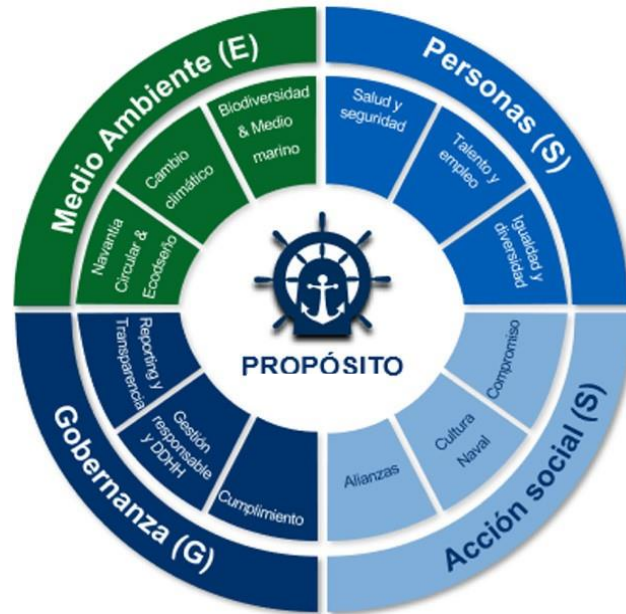 Medio Ambiente (E)
Biodiversidad
& Medio
marino
Cambio
climático
Navantia
Circular &
Ecodseño
Personas (S)
Salud y
seguridad
Talento y
empleo
Igualdad y
diversidad
PROPÓSITO
Gobernanza (G)
Reporting y
Transparencia
Gestión
responsable
y DDHH
Cumplimiento
Acción social (S)
Compromiso
Cultura
Naval
Alianzas